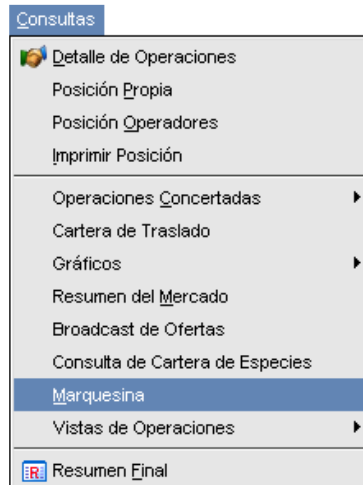 Consultas
Detalle de Operaciones
Posición Propia
Posición Operadores
Imprimir Posición
Operaciones Concertadas
Cartera de Traslado
Gráficos
Resumen del Mercado
Broadcast de Ofertas
Consulta de Cartera de Especies
Marquesina
Vistas de Operaciones
R Resumen Final